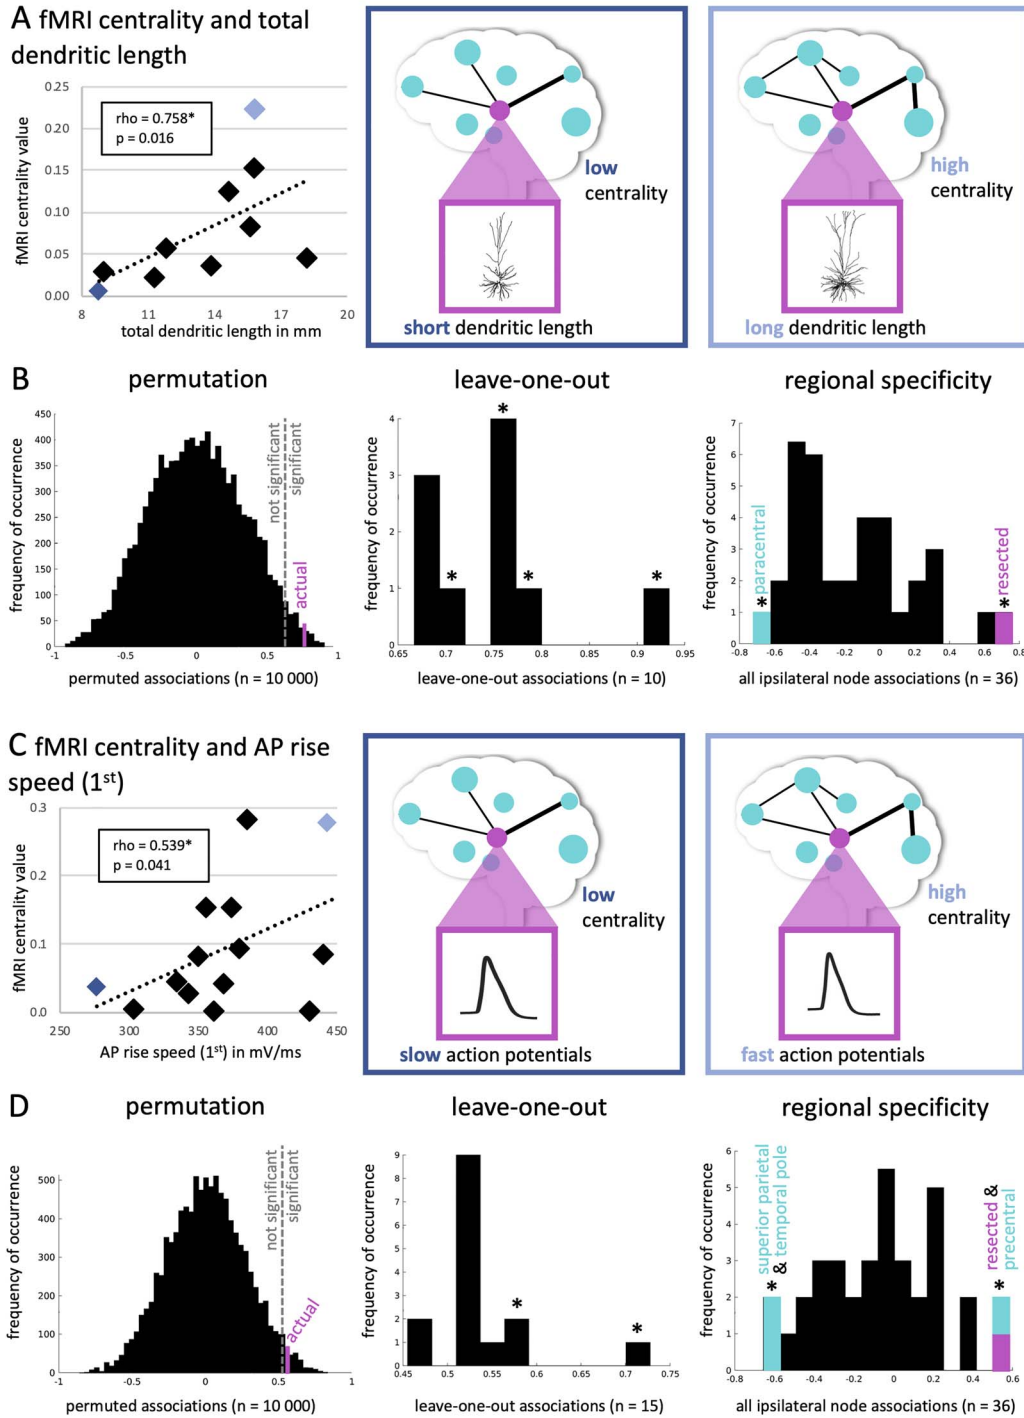 A fMRI centrality and total
dendritic length
fMRI centrality value
0.25
0.20
0.15
0.10
0.05
0.00
rho = 0.758*
p = 0.016
8 11 14 17 20
total dendritic length in mm
low
centrality
short dendritic length
high
centrality
long dendritic length
B
permutation
frequency of occurrence
450
400
350
300
250
200
150
100
50
0
not significant
significant
actual
-1 -0.5 0 0.5 1
permuted associations (n = 10 000)
leave-one-out
frequency of occurrence
4
3
2
1
0
*
*
*
*
0.65 0.7 0.75 0.8 0.85 0.9 0.95
leave-one-out associations (n = 10)
regional specificity
frequency of occurrence
7
6
5
4
3
2
1
0
* paracentral
* resected
-0.8 -0.6 -0.4 -0.2 0 0.2 0.4 0.6 0.8
all ipsilateral node associations (n = 36)
C fMRI centrality and AP rise
speed (1st)
fMRI centrality value
0.3
0.2
0.1
0.0
rho = 0.539*
p = 0.041
250 300 350 400 450
AP rise speed (1st) in mV/ms
low
centrality
slow action potentials
high
centrality
fast action potentials
D
permutation
frequency of occurrence
500
400
300
200
100
0
not significant
significant
actual
-1 -0.5 0 0.5 1
permuted associations (n = 10 000)
leave-one-out
frequency of occurrence
9
8
7
6
5
4
3
2
1
0
*
*
0.45 0.5 0.55 0.6 0.65 0.7 0.75
leave-one-out associations (n = 15)
regional specificity
frequency of occurrence
6
5
4
3
2
1
0
superior parietal
& temporal pole
*
resected &
precentral
*
-0.8 -0.6 -0.4 -0.2 0 0.2 0.4 0.6
all ipsilateral node associations (n = 36)